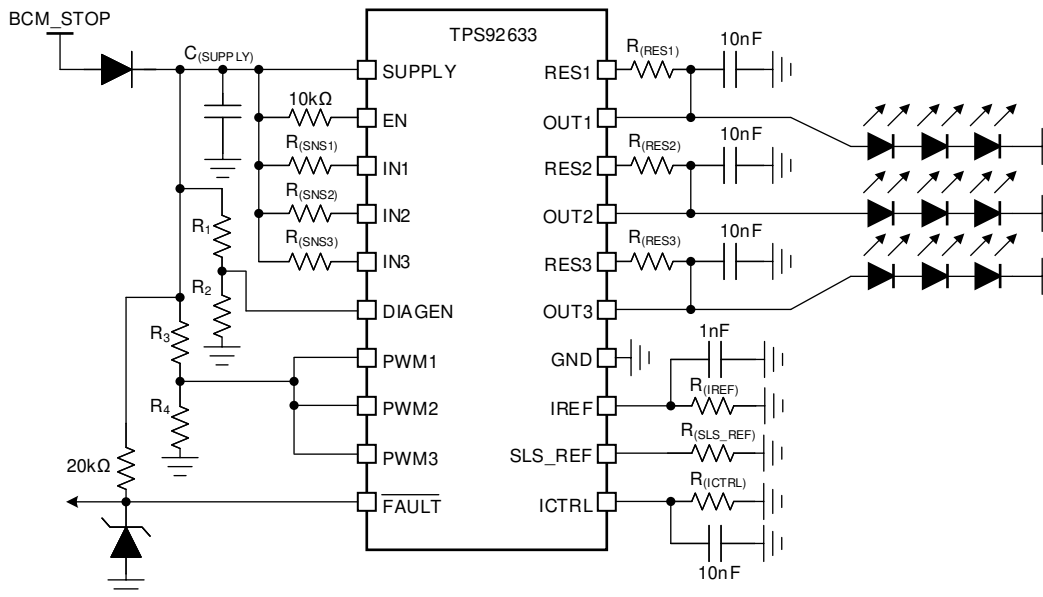 BCM_STOP
TPS92633
C(SUPPLY)
SUPPLY
10kΩ
EN
R(SNS1)
IN1
R(SNS2)
IN2
R(SNS3)
IN3
R1
R2
DIAGEN
R3
PWM1
R4
PWM2
PWM3
20kΩ
FAULT
R(RES1)
10nF
RES1
OUT1
10nF
R(RES2)
RES2
OUT2
10nF
R(RES3)
RES3
OUT3
1nF
GND
R(IREF)
IREF
R(SLS_REF)
SLS_REF
R(ICTRL)
ICTRL
10nF